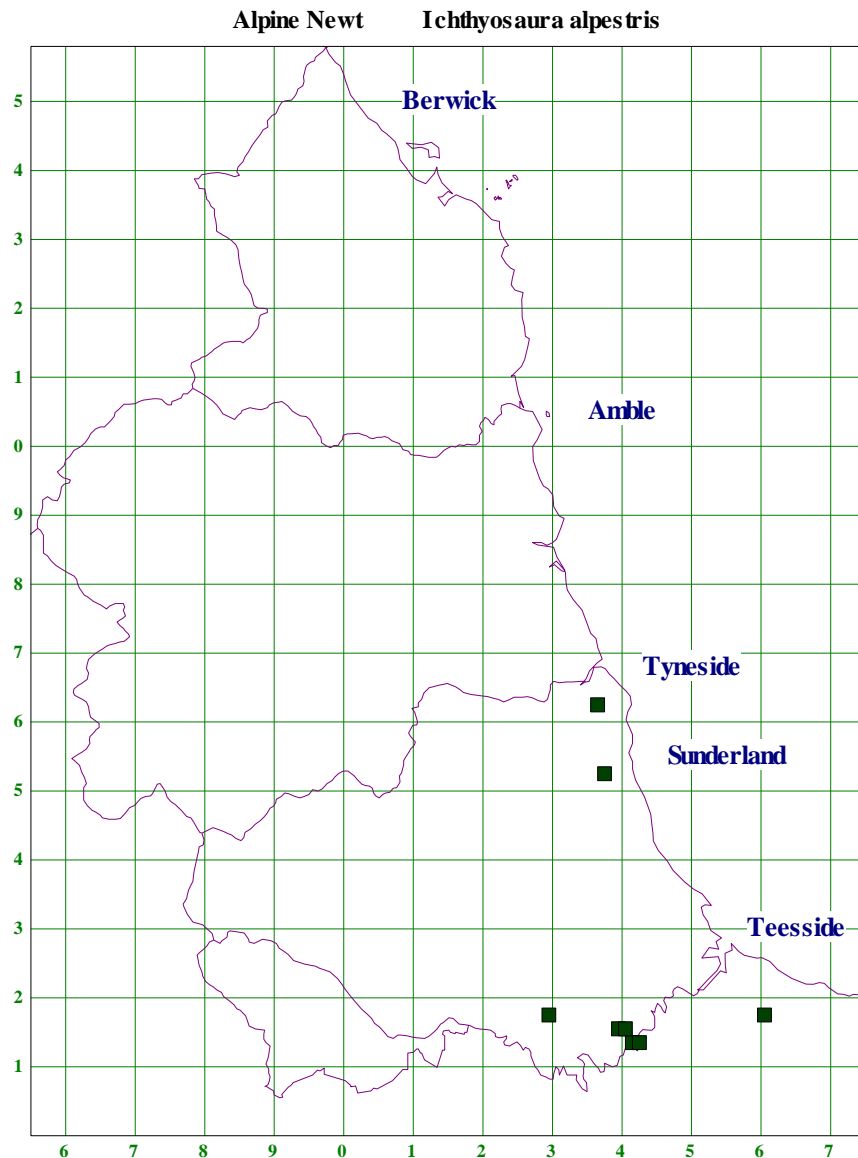 Alpine Newt Ichthyosaura alpestris
5
Berwick
4
3
2
1
Amble
0
9
8
7
Tyneside
6
Sunderland
5
4
3
Teesside
2
1
6 7 8 9 0 1 2 3 4 5 6 7